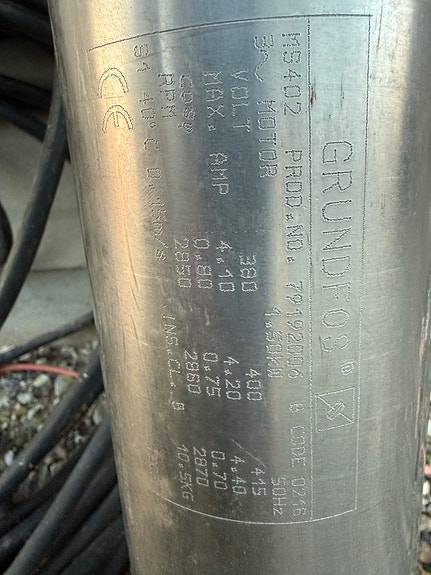 GRUNDFOS®
MS402 PROD.NO. 79192006 B CODE 0216
3~ MOTOR 1.50KW 50Hz
VOLT 380 400 415
MAX. AMP 4.10 4.20 4.40
COSφ 0.80 0.75 0.70
RPM 2850 2860 2870
S1 40°C 0.15m/s INS.CL. B 10.5KG
CE